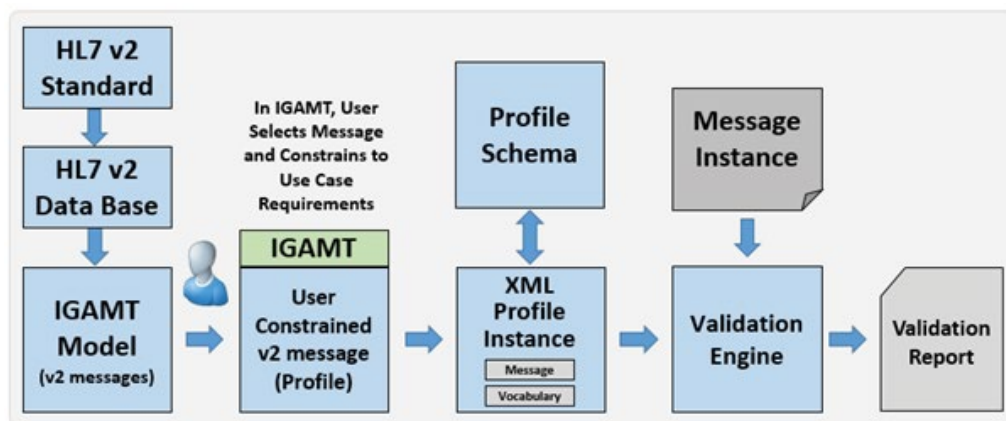 HL7 v2
Standard
HL7 v2
Data Base
IGAMT
Model
(v2 messages)
In IGAMT, User
Selects Message
and Constrains to
Use Case
Requirements
IGAMT
User
Constrained
v2 message
(Profile)
Profile
Schema
XML
Profile
Instance
Message
Vocabulary
Message
Instance
Validation
Engine
Validation
Report